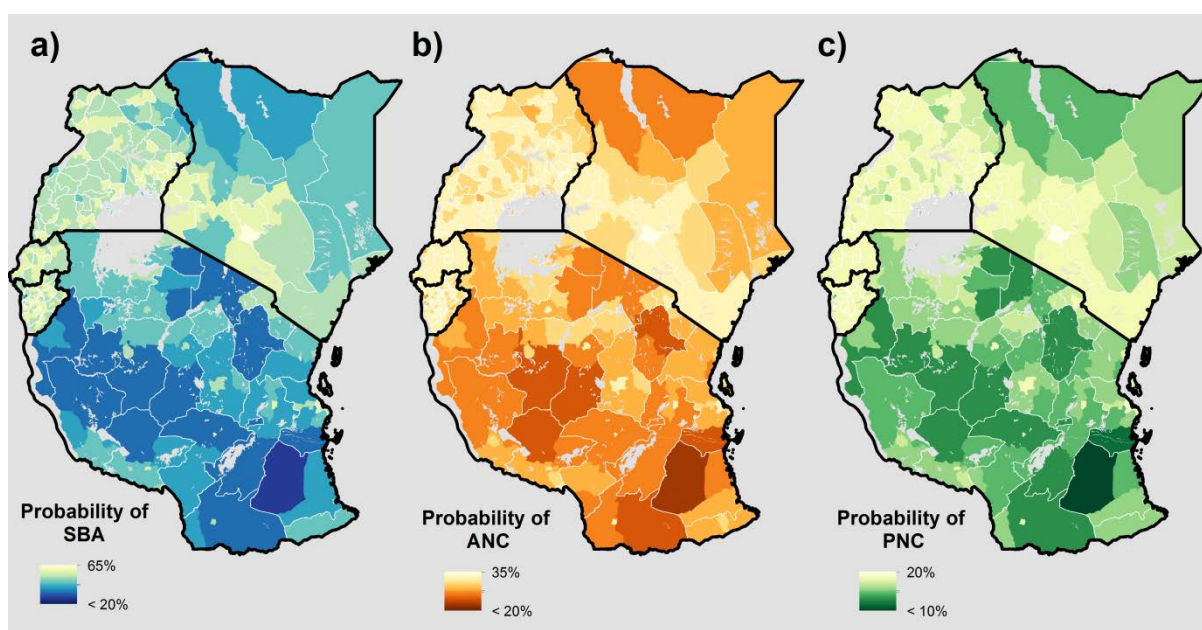 a)
b)
c)
Probability of
SBA
65%
< 20%
Probability of
ANC
35%
< 20%
Probability of
PNC
20%
< 10%